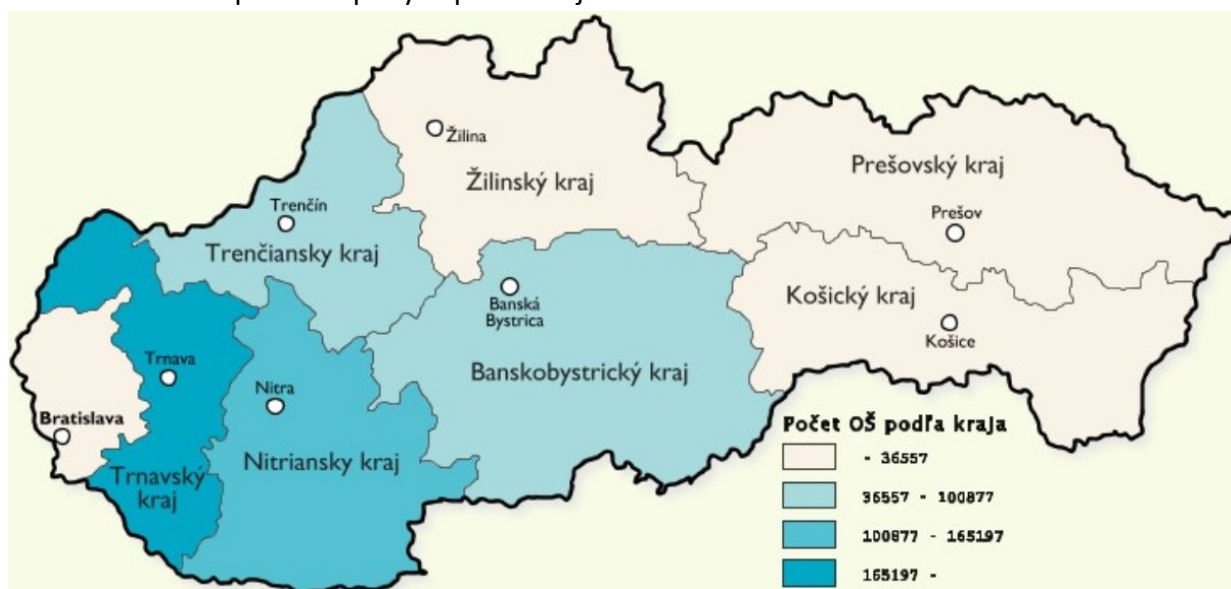 Žilina
Žilinský kraj
Prešovský kraj
Prešov
Trenčín
Trenčiansky kraj
Banská
Bystrica
Košický kraj
Košice
Trnava
Nitra
Banskobystrický kraj
Bratislava
Trnavský
kraj
Nitriansky kraj
Počet OŠ podľa kraja
- 36557
36557 - 100877
100877 - 165197
165197 -